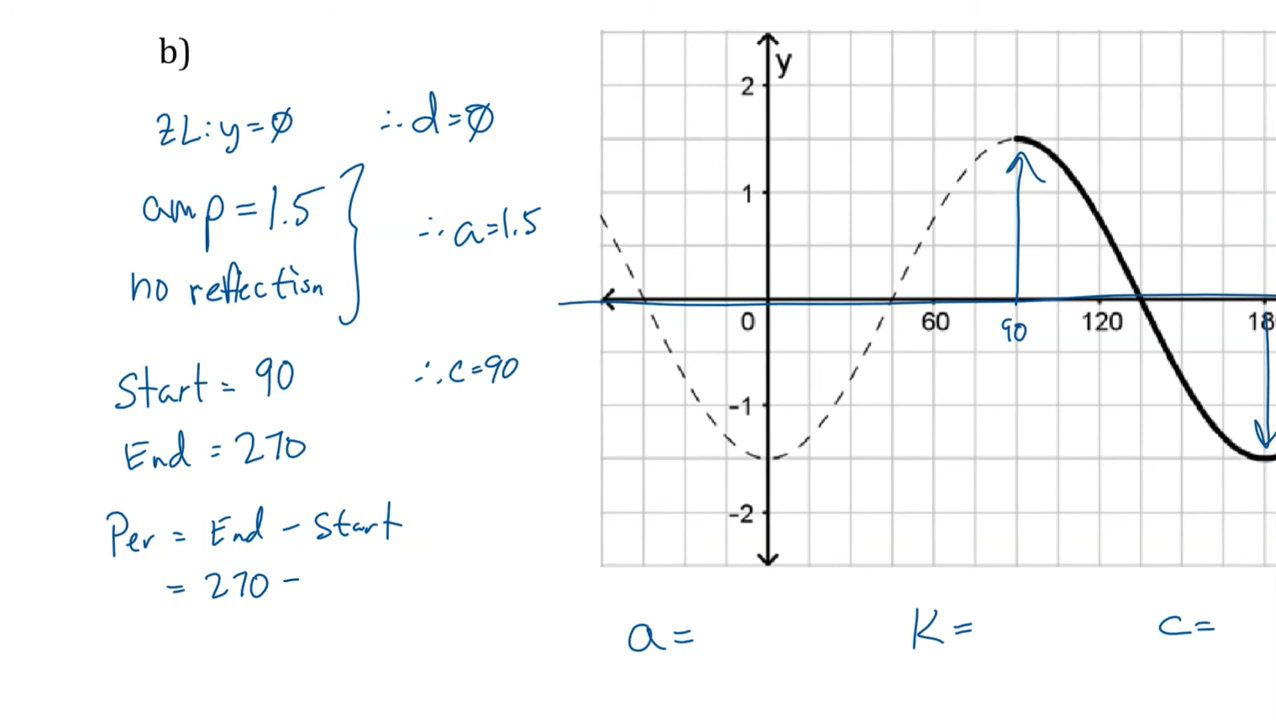 b)
ZL: y = ∅ ∴ d = ∅
amp = 1.5
no reflection
∴ a = 1.5
Start = 90 ∴ c = 90
End = 270
Per = End − Start
= 270 −
y
2
1
0 60 90 120 18
−1
−2
a = K = c =